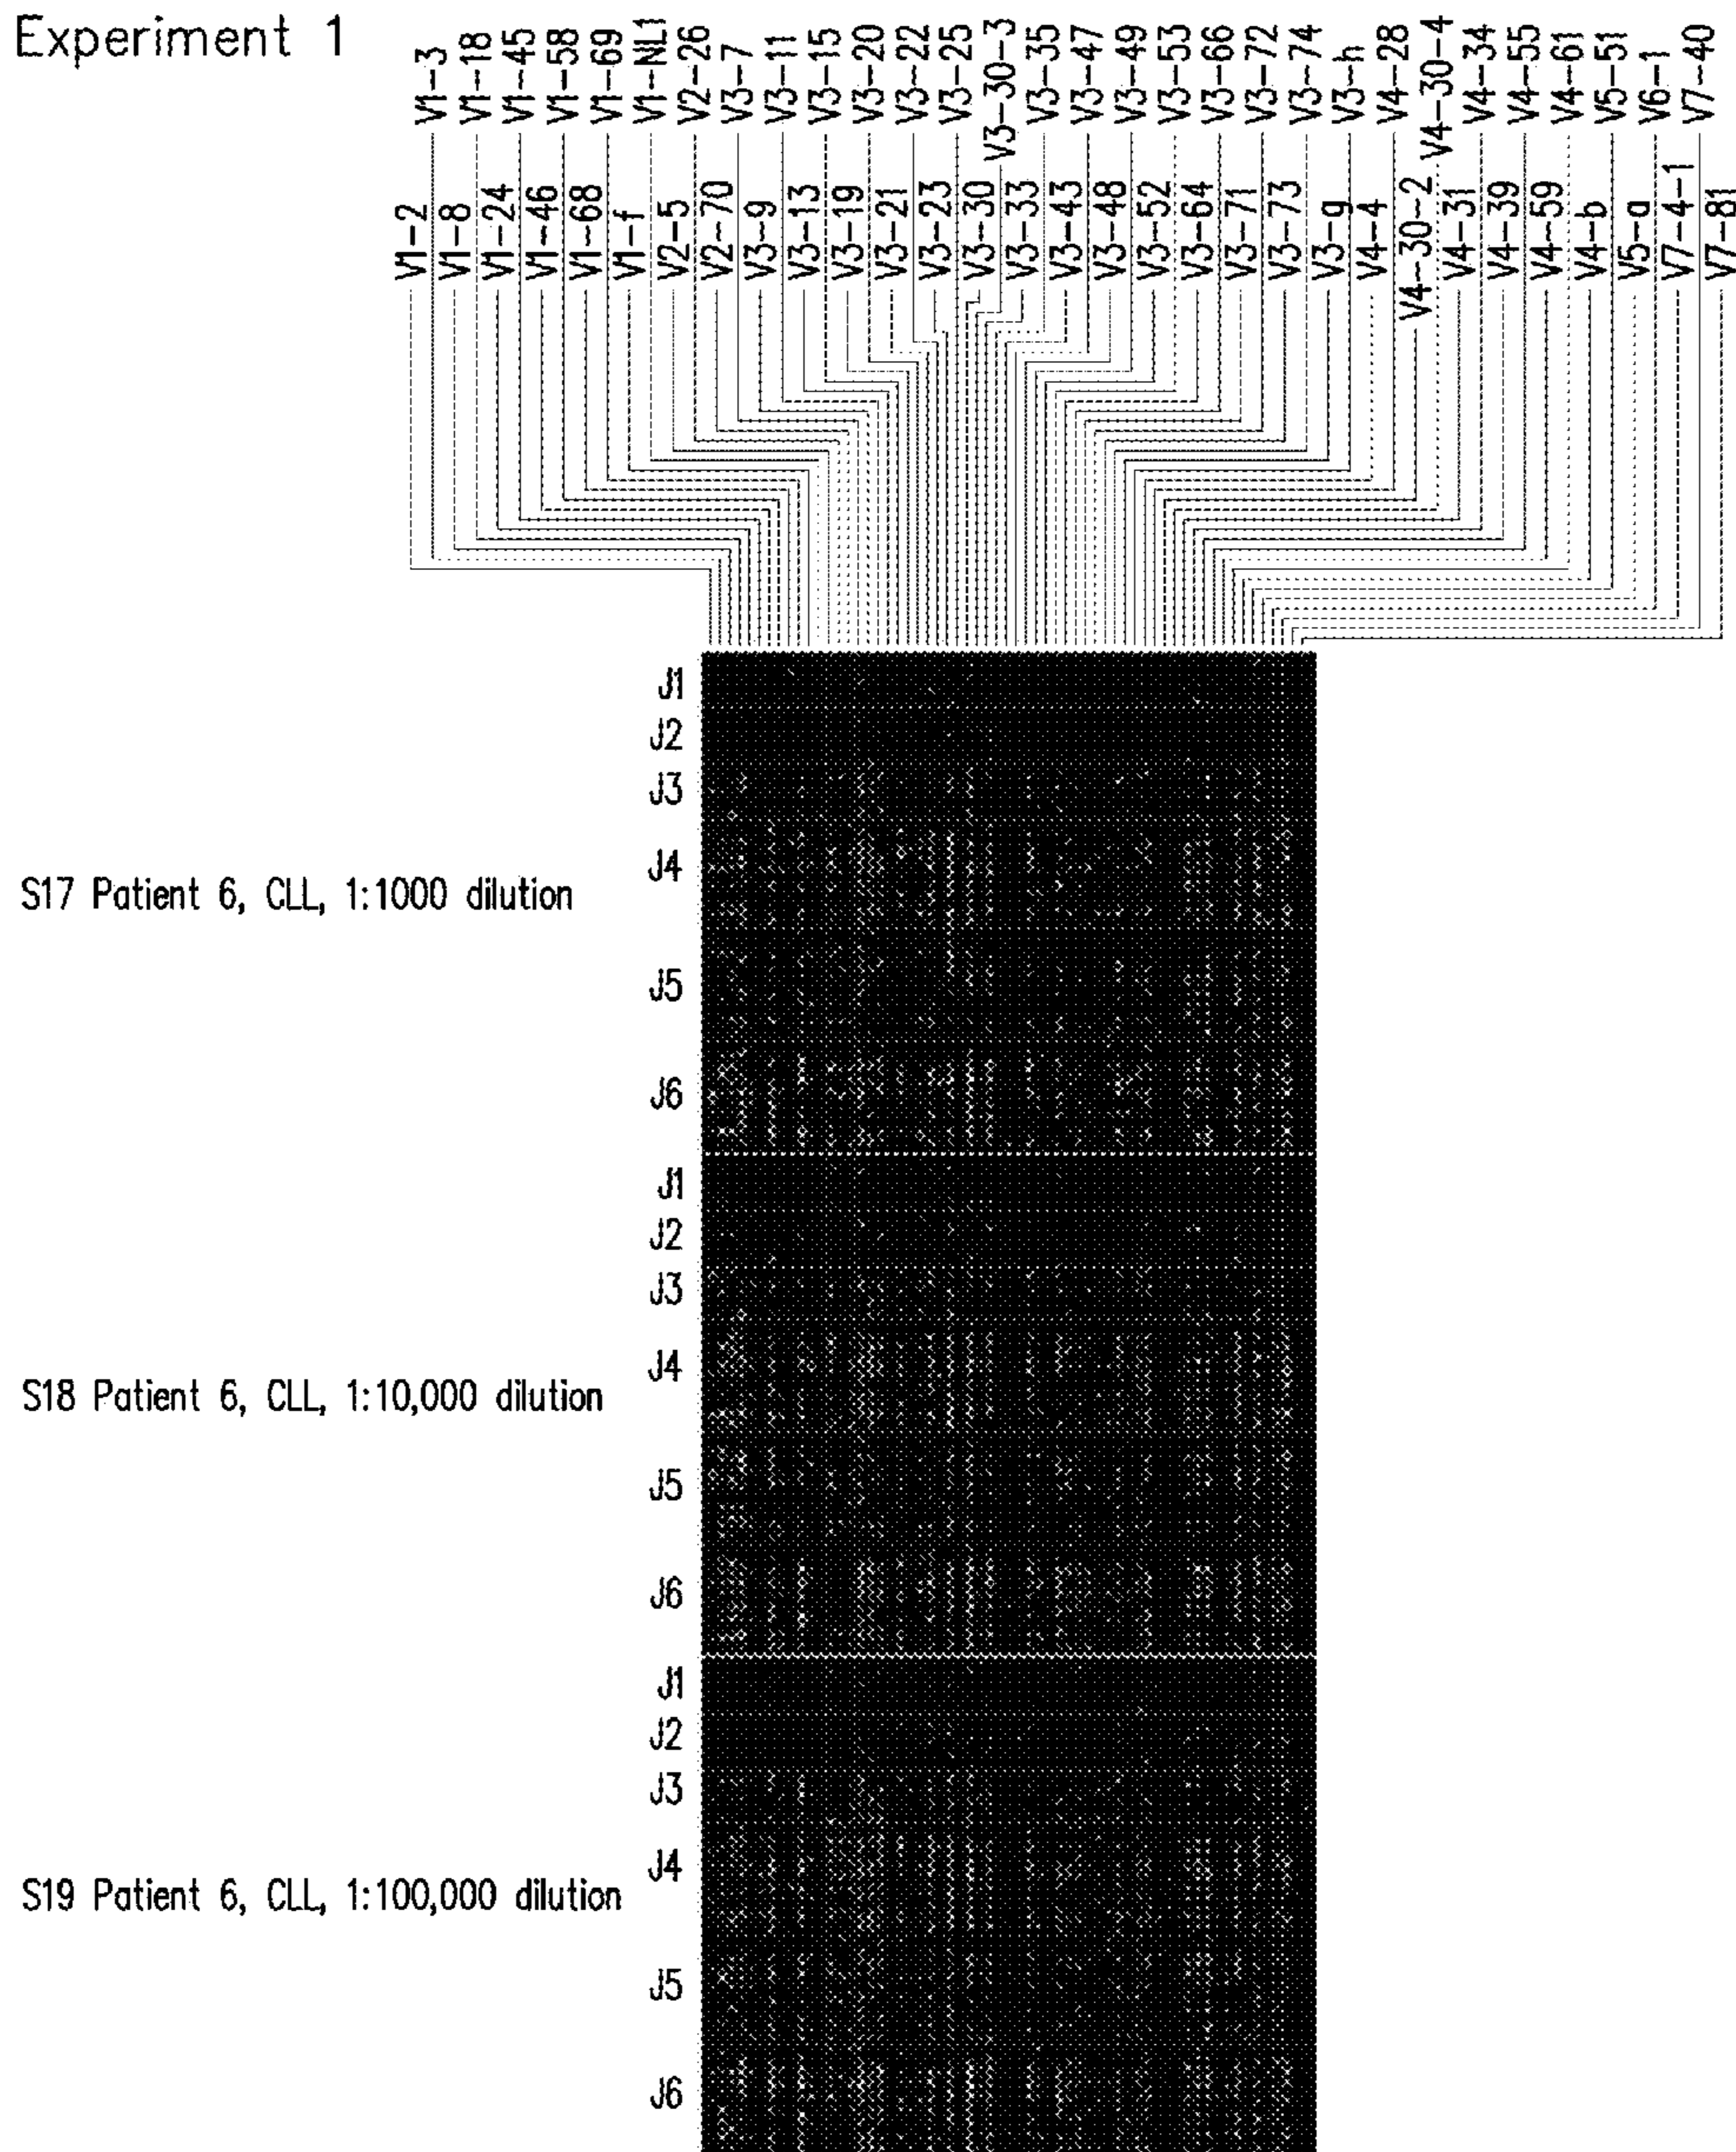 Experiment 1
V1-3
V1-18
V1-45
V1-58
V1-69
V1-NL1
V2-26
V3-7
V3-11
V3-15
V3-20
V3-22
V3-25
V3-30-3
V3-35
V3-47
V3-49
V3-53
V3-66
V3-72
V3-74
V3-h
V4-28
V4-30-4
V4-34
V4-55
V4-61
V5-51
V6-1
V7-40
V1-2
V1-8
V1-24
V1-46
V1-68
V1-f
V2-5
V2-70
V3-9
V3-13
V3-19
V3-21
V3-23
V3-30
V3-33
V3-43
V3-48
V3-52
V3-64
V3-71
V3-73
V3-g
V4-4
V4-30-2
V4-31
V4-39
V4-59
V4-b
V5-a
V7-4-1
V7-81
J1
J2
J3
J4
S17 Patient 6, CLL, 1:1000 dilution
J5
J6
J1
J2
J3
J4
S18 Patient 6, CLL, 1:10,000 dilution
J5
J6
J1
J2
J3
J4
S19 Patient 6, CLL, 1:100,000 dilution
J5
J6